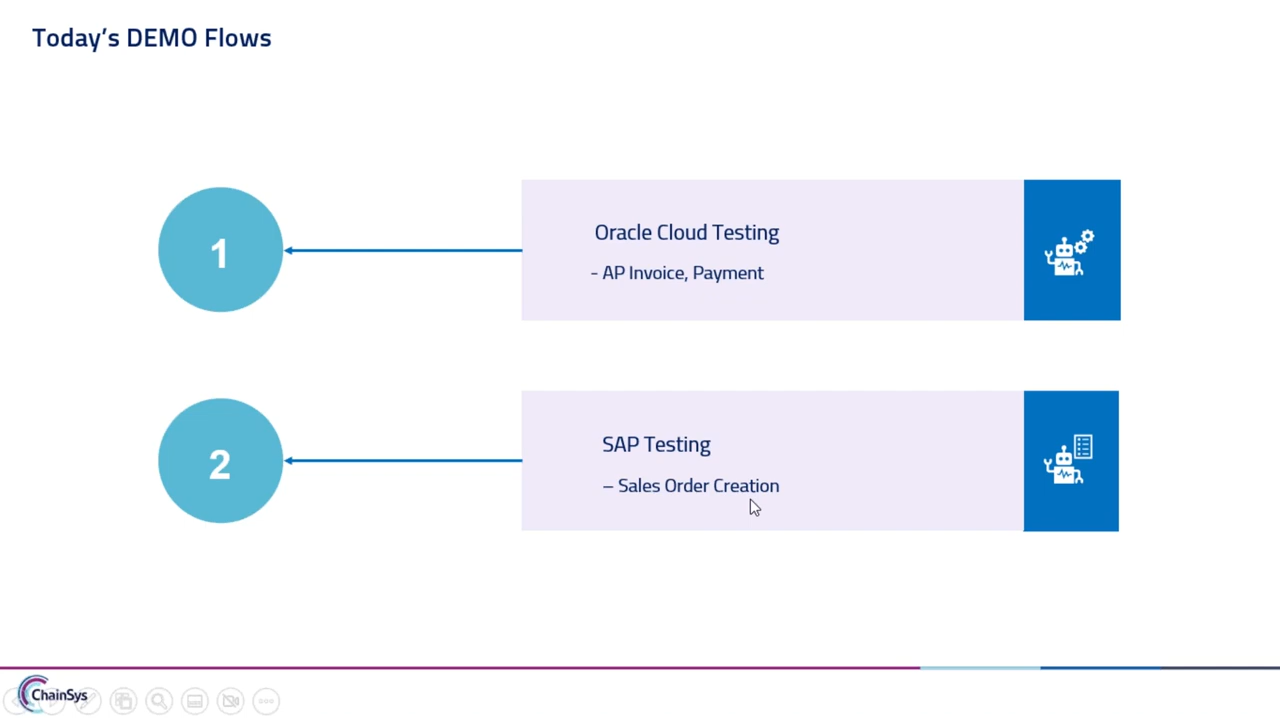 Today's DEMO Flows
1
Oracle Cloud Testing
- AP Invoice, Payment
2
SAP Testing
– Sales Order Creation
ChainSys